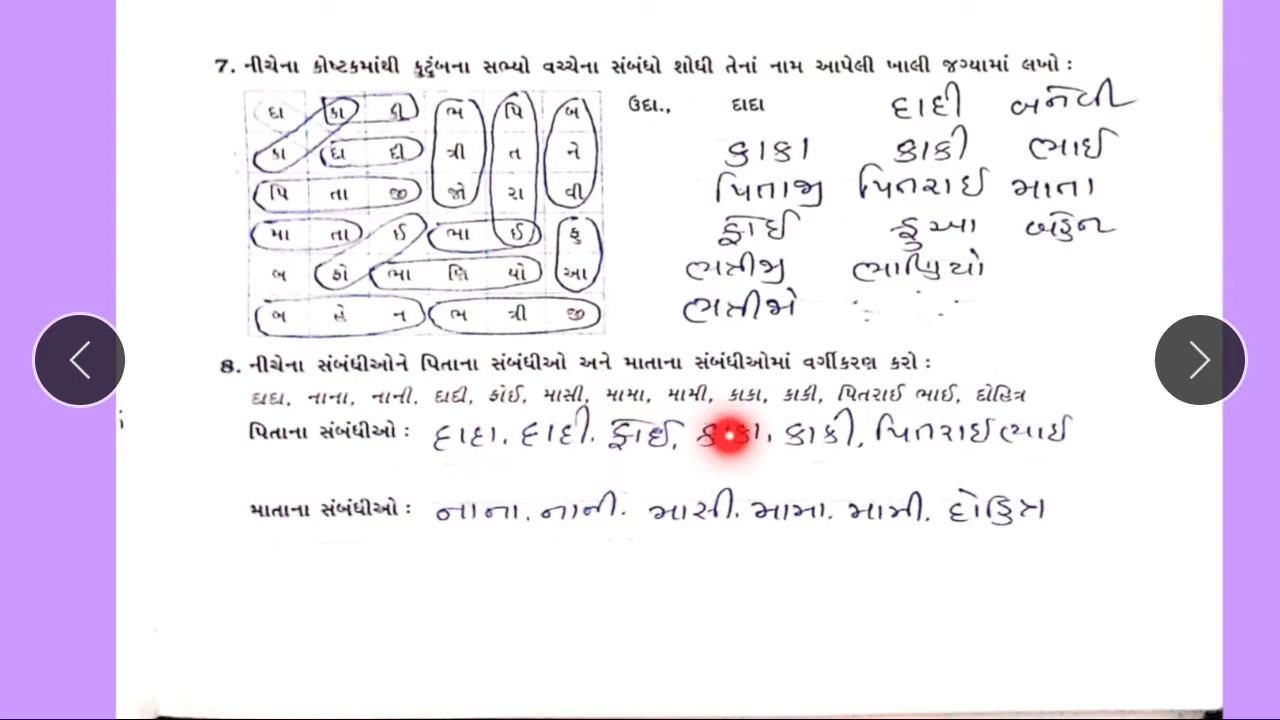 7. નીચેના કોષ્ટકમાંથી કુટુંબના સભ્યો વચ્ચેના સંબંધો શોધી તેનાં નામ આપેલી ખાલી જગ્યામાં લખો :
દા કા કી ભ પિ બ
કા દા દી ત્રી ત ને
પિ તા જી જો રા વી
મા તા ઈ ભા ઈ ફુ
બ ફો ભા ણિ યો આ
બ હે ન ભ ત્રી જી
ઉદા., દાદા દાદી બનેવી
કાકા કાકી ભાઈ
પિતાજી પિતરાઈ માતા
ફોઈ ફુઆ બહેન
ભત્રીજી ભાણિયો
ભત્રીજો
8. નીચેના સંબંધીઓને પિતાના સંબંધીઓ અને માતાના સંબંધીઓમાં વર્ગીકરણ કરો :
દાદા, નાના, નાની, દાદી, ફોઈ, માસી, મામા, મામી, કાકા, કાકી, પિતરાઈ ભાઈ, દોહિત્ર
પિતાના સંબંધીઓ : દાદા. દાદી. ફોઈ. કાકા. કાકી. પિતરાઈ ભાઈ
માતાના સંબંધીઓ : નાના. નાની. માસી. મામા. મામી. દોહિત્ર